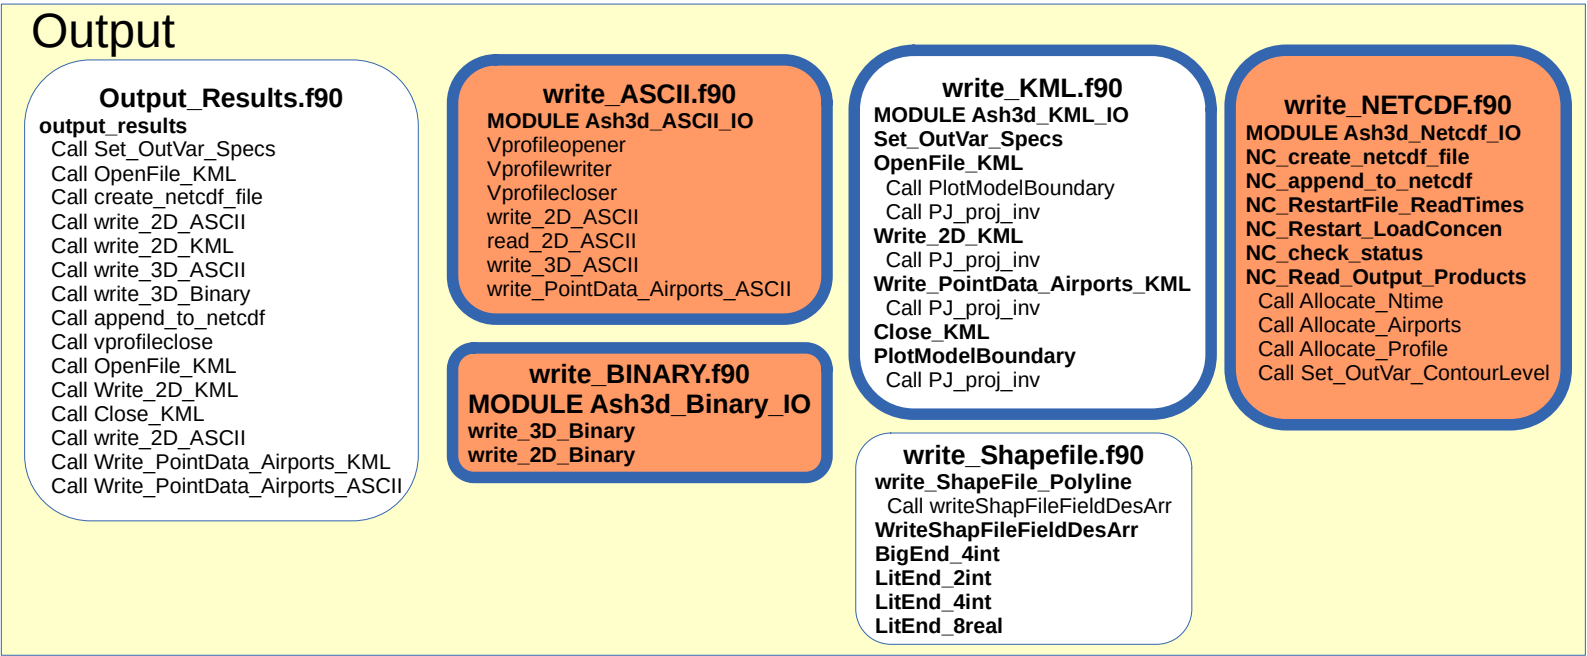 Output
Output_Results.f90
output_results
Call Set_OutVar_Specs
Call OpenFile_KML
Call create_netcdf_file
Call write_2D_ASCII
Call write_2D_KML
Call write_3D_ASCII
Call write_3D_Binary
Call append_to_netcdf
Call vprofileclose
Call OpenFile_KML
Call Write_2D_KML
Call Close_KML
Call write_2D_ASCII
Call Write_PointData_Airports_KML
Call Write_PointData_Airports_ASCII
write_ASCII.f90
MODULE Ash3d_ASCII_IO
Vprofileopener
Vprofilewriter
Vprofilecloser
write_2D_ASCII
read_2D_ASCII
write_3D_ASCII
write_PointData_Airports_ASCII
write_BINARY.f90
MODULE Ash3d_Binary_IO
write_3D_Binary
write_2D_Binary
write_KML.f90
MODULE Ash3d_KML_IO
Set_OutVar_Specs
OpenFile_KML
Call PlotModelBoundary
Call PJ_proj_inv
Write_2D_KML
Call PJ_proj_inv
Write_PointData_Airports_KML
Call PJ_proj_inv
Close_KML
PlotModelBoundary
Call PJ_proj_inv
write_Shapefile.f90
write_ShapeFile_Polyline
Call writeShapFileFieldDesArr
WriteShapFileFieldDesArr
BigEnd_4int
LitEnd_2int
LitEnd_4int
LitEnd_8real
write_NETCDF.f90
MODULE Ash3d_Netcdf_IO
NC_create_netcdf_file
NC_append_to_netcdf
NC_RestartFile_ReadTimes
NC_Restart_LoadConcen
NC_check_status
NC_Read_Output_Products
Call Allocate_Ntime
Call Allocate_Airports
Call Allocate_Profile
Call Set_OutVar_ContourLevel